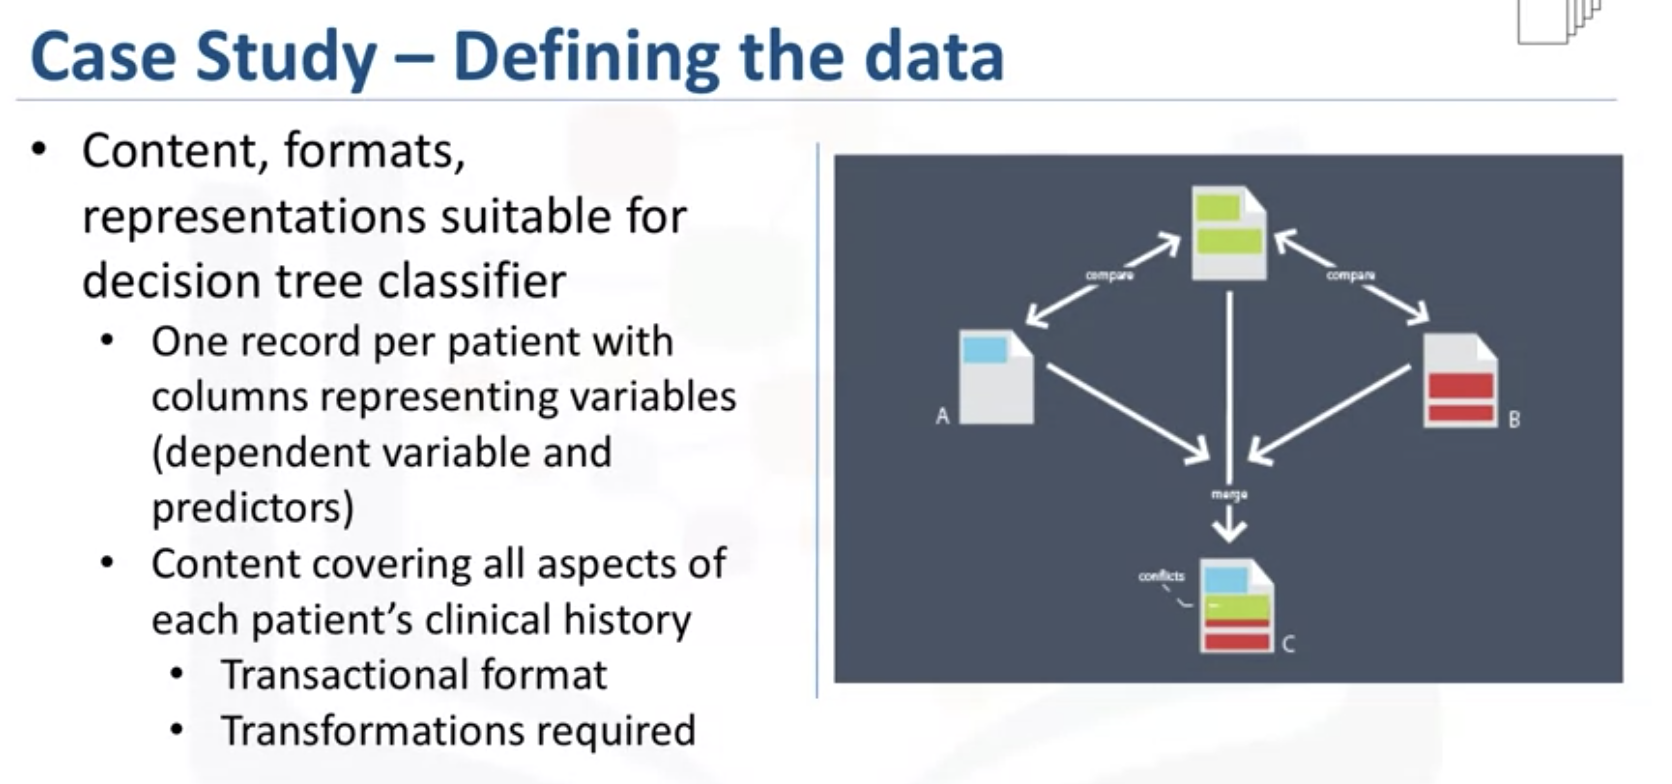 Case Study – Defining the data
• Content, formats,
representations suitable for
decision tree classifier
• One record per patient with
columns representing variables
(dependent variable and
predictors)
• Content covering all aspects of
each patient’s clinical history
• Transactional format
• Transformations required
compare
compare
A
B
merge
conflicts
C